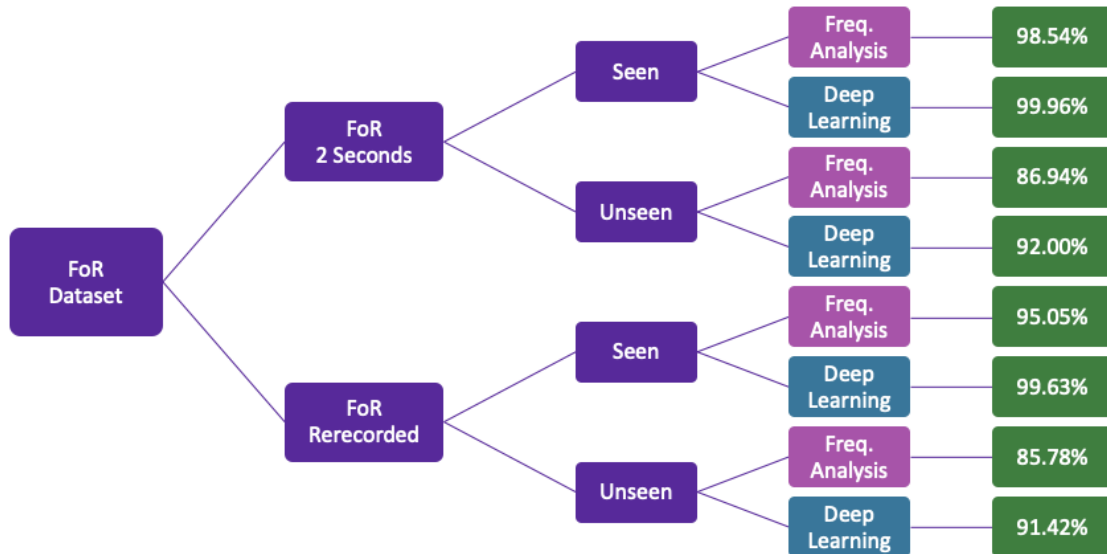 FoR
Dataset
FoR
2 Seconds
Seen
Freq.
Analysis
98.54%
Deep
Learning
99.96%
Unseen
Freq.
Analysis
86.94%
Deep
Learning
92.00%
FoR
Rerecorded
Seen
Freq.
Analysis
95.05%
Deep
Learning
99.63%
Unseen
Freq.
Analysis
85.78%
Deep
Learning
91.42%